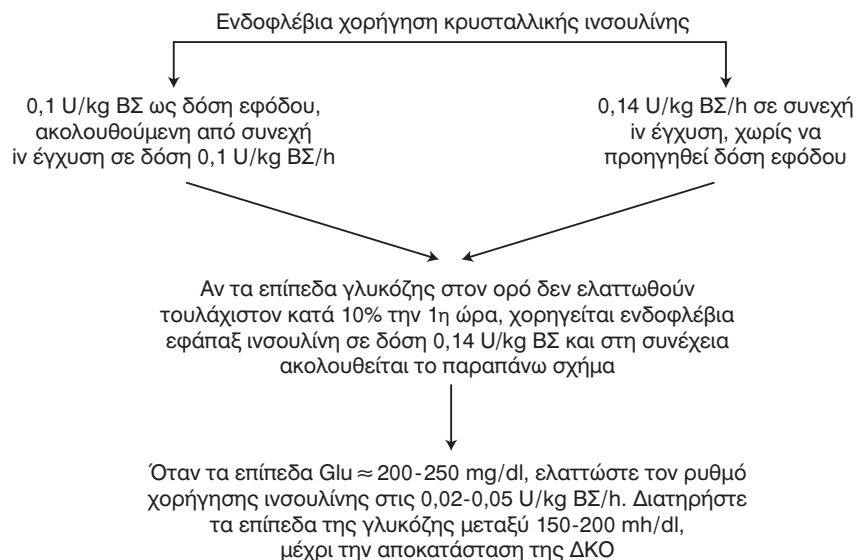 Ενδοφλέβια χορήγηση κρυσταλλικής ινσουλίνης
0,1 U/kg ΒΣ ως δόση εφόδου,
ακολουθούμενη από συνεχή
iv έγχυση σε δόση 0,1 U/kg ΒΣ/h
0,14 U/kg ΒΣ/h σε συνεχή
iv έγχυση, χωρίς να
προηγηθεί δόση εφόδου
Αν τα επίπεδα γλυκόζης στον ορό δεν ελαττωθούν
τουλάχιστον κατά 10% την 1η ώρα, χορηγείται ενδοφλέβια
εφάπαξ ινσουλίνη σε δόση 0,14 U/kg ΒΣ και στη συνέχεια
ακολουθείται το παραπάνω σχήμα
Όταν τα επίπεδα Glu ≈ 200-250 mg/dl, ελαττώστε τον ρυθμό
χορήγησης ινσουλίνης στις 0,02-0,05 U/kg ΒΣ/h. Διατηρήστε
τα επίπεδα της γλυκόζης μεταξύ 150-200 mh/dl,
μέχρι την αποκατάσταση της ΔΚΟ